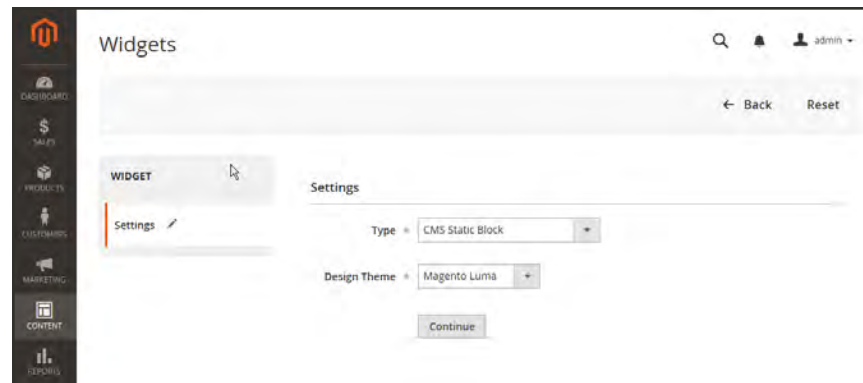 Widgets
admin
DASHBOARD
← Back
Reset
$
SALES
WIDGET
PRODUCTS
Settings
Settings
Type * CMS Static Block
CUSTOMERS
MARKETING
Design Theme * Magento Luma
CONTENT
Continue
REPORTS